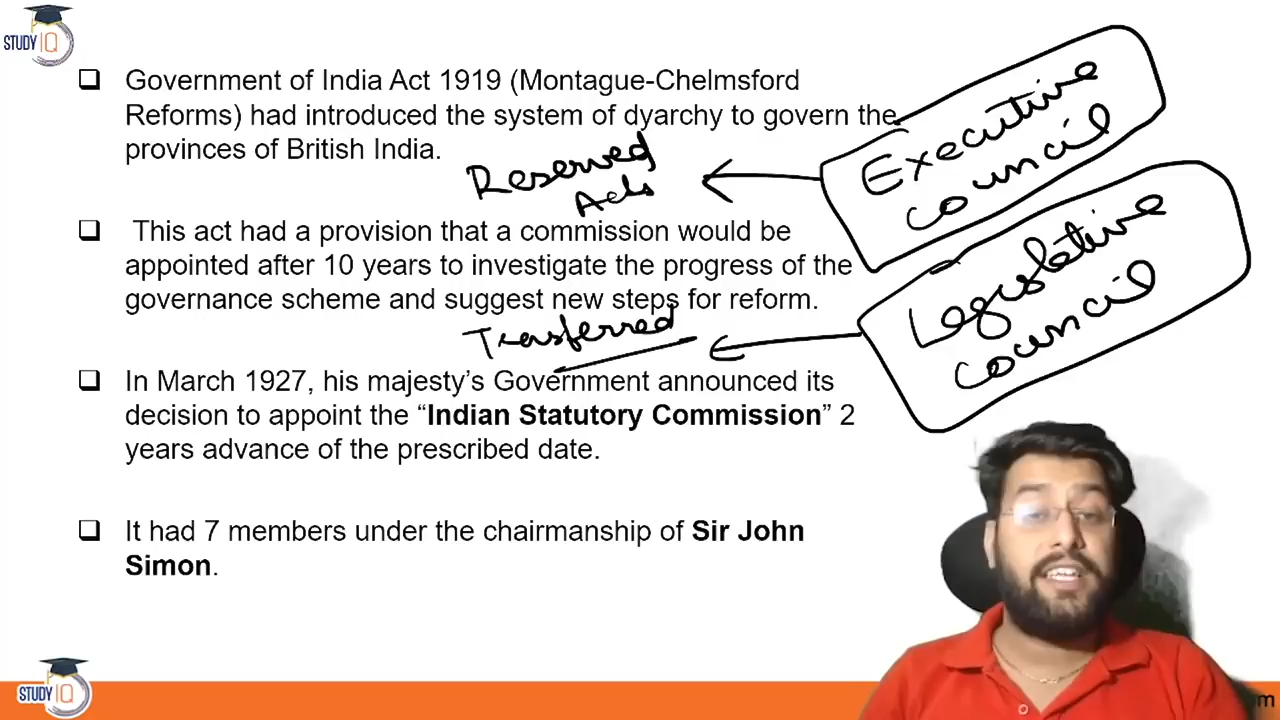 STUDY IQ
Government of India Act 1919 (Montague-Chelmsford
Reforms) had introduced the system of dyarchy to govern the
provinces of British India.
Executive
council
Reserved
Acts
This act had a provision that a commission would be
appointed after 10 years to investigate the progress of the
governance scheme and suggest new steps for reform.
Legislative
council
Transferred
In March 1927, his majesty’s Government announced its
decision to appoint the “Indian Statutory Commission” 2
years advance of the prescribed date.
It had 7 members under the chairmanship of Sir John
Simon.
STUDY IQ